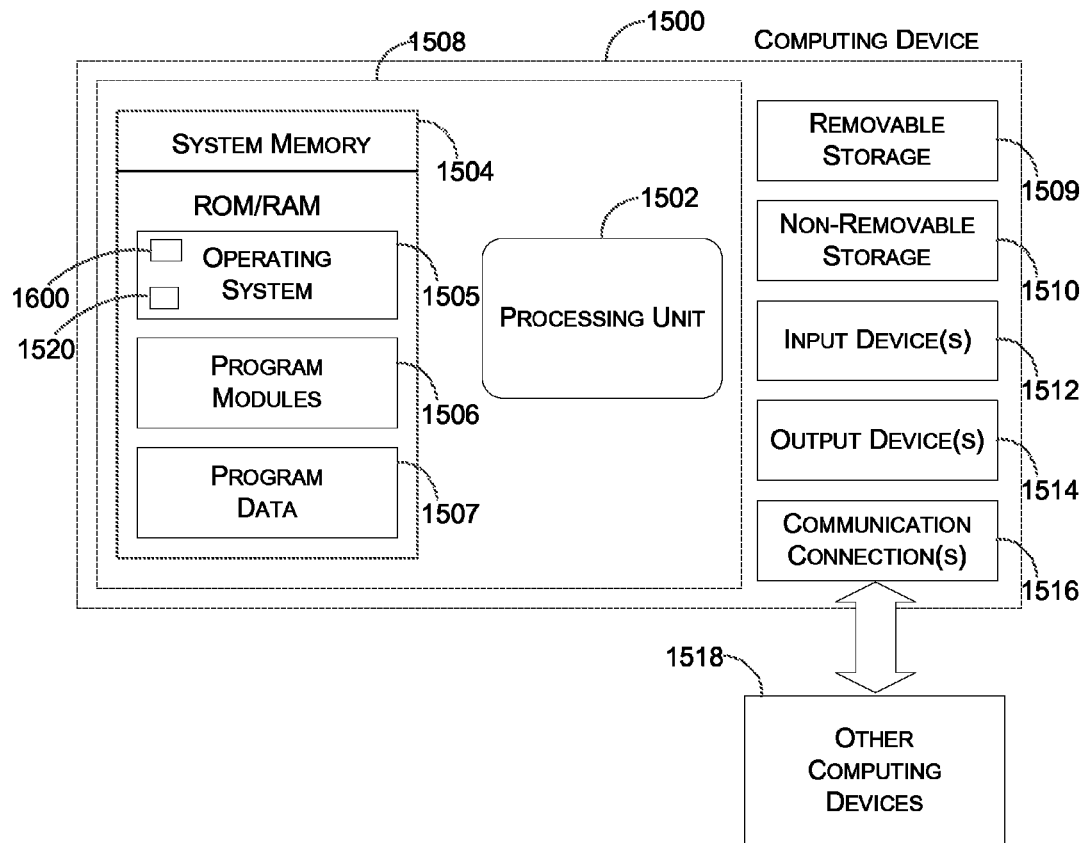 1500
COMPUTING DEVICE
1508
SYSTEM MEMORY
1504
ROM/RAM
OPERATING
SYSTEM
1505
1600
1520
PROGRAM
MODULES
1506
PROGRAM
DATA
1507
1502
PROCESSING UNIT
REMOVABLE
STORAGE
1509
NON-REMOVABLE
STORAGE
1510
INPUT DEVICE(S)
1512
OUTPUT DEVICE(S)
1514
COMMUNICATION
CONNECTION(S)
1516
1518
OTHER
COMPUTING
DEVICES